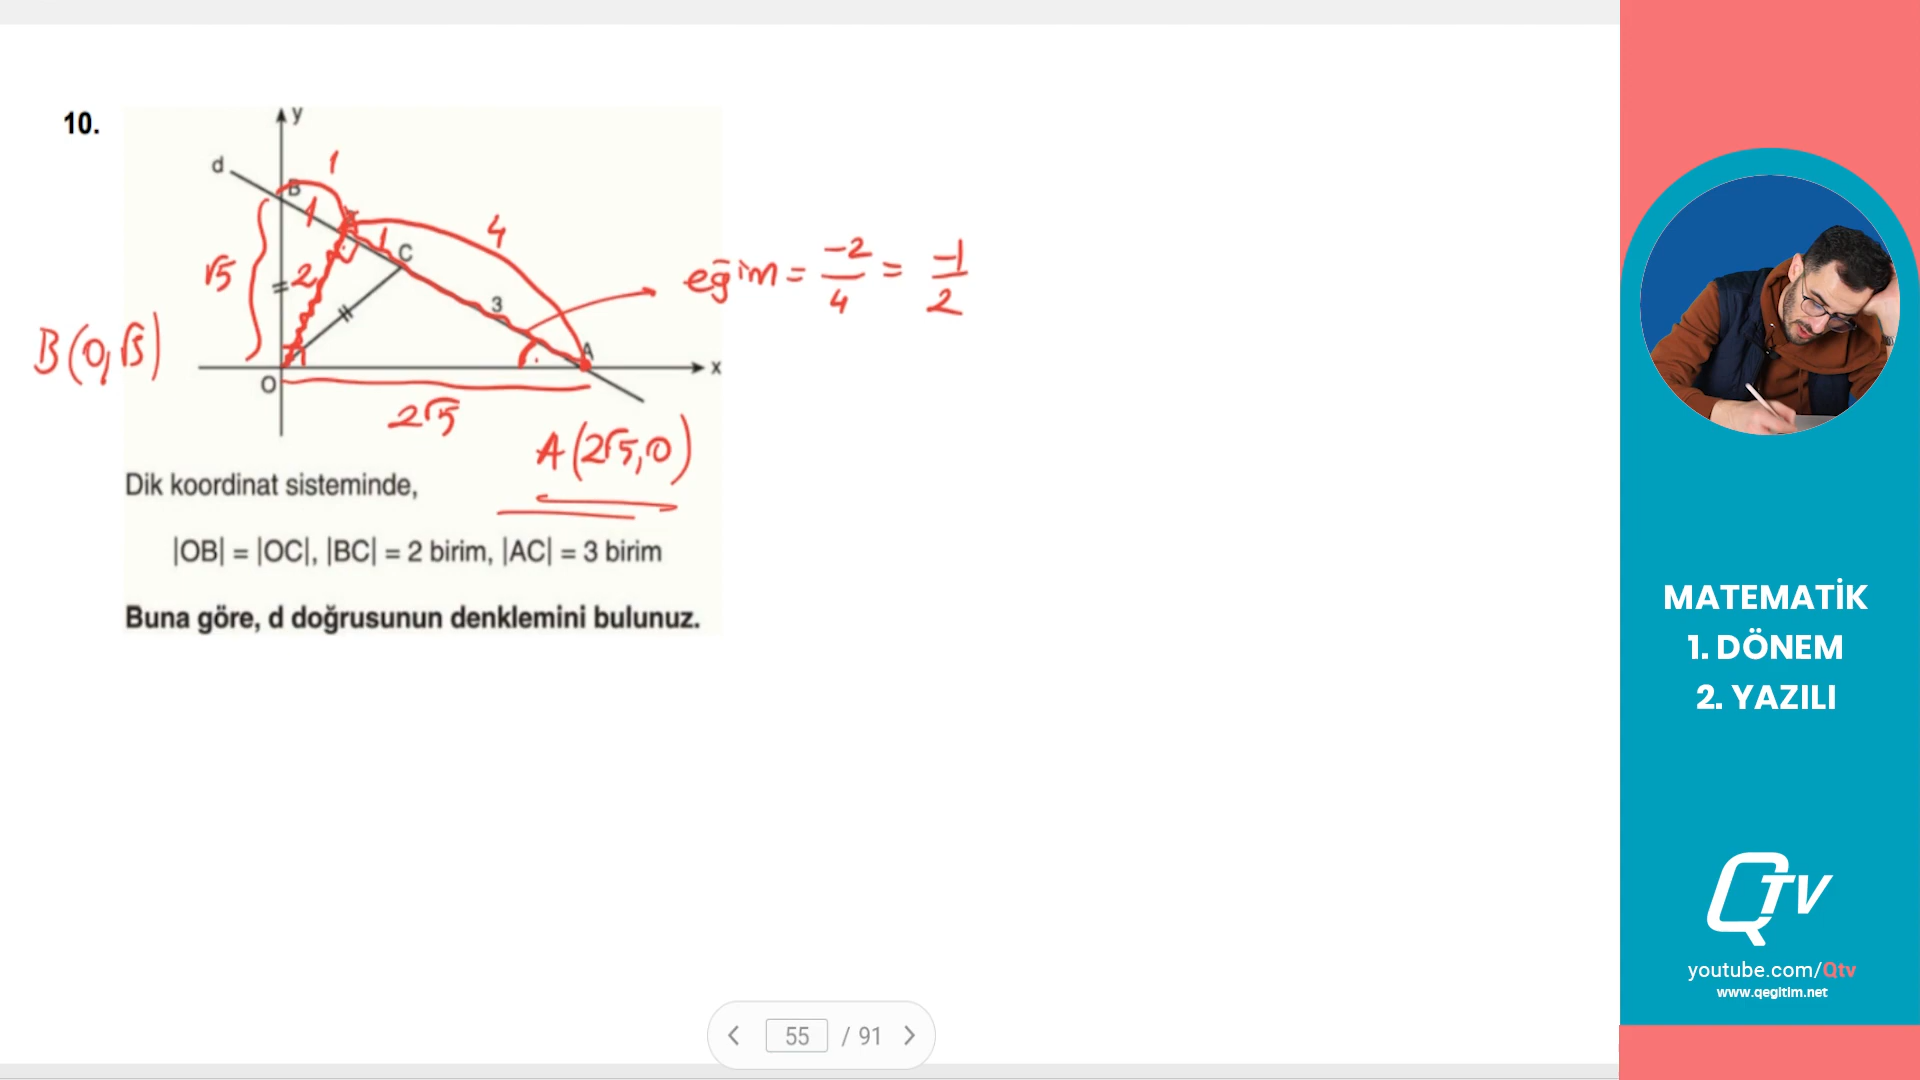 10.
y
d
B
1
1
1
4
C
√5
2
3
eğim = -2/4 = -1/2
B(0,√5)
A
x
O
2√5
A(2√5,0)
Dik koordinat sisteminde,
|OB| = |OC|, |BC| = 2 birim, |AC| = 3 birim
Buna göre, d doğrusunun denklemini bulunuz.
55 / 91
MATEMATİK
1. DÖNEM
2. YAZILI
QTV
youtube.com/Qtv
www.qegitim.net